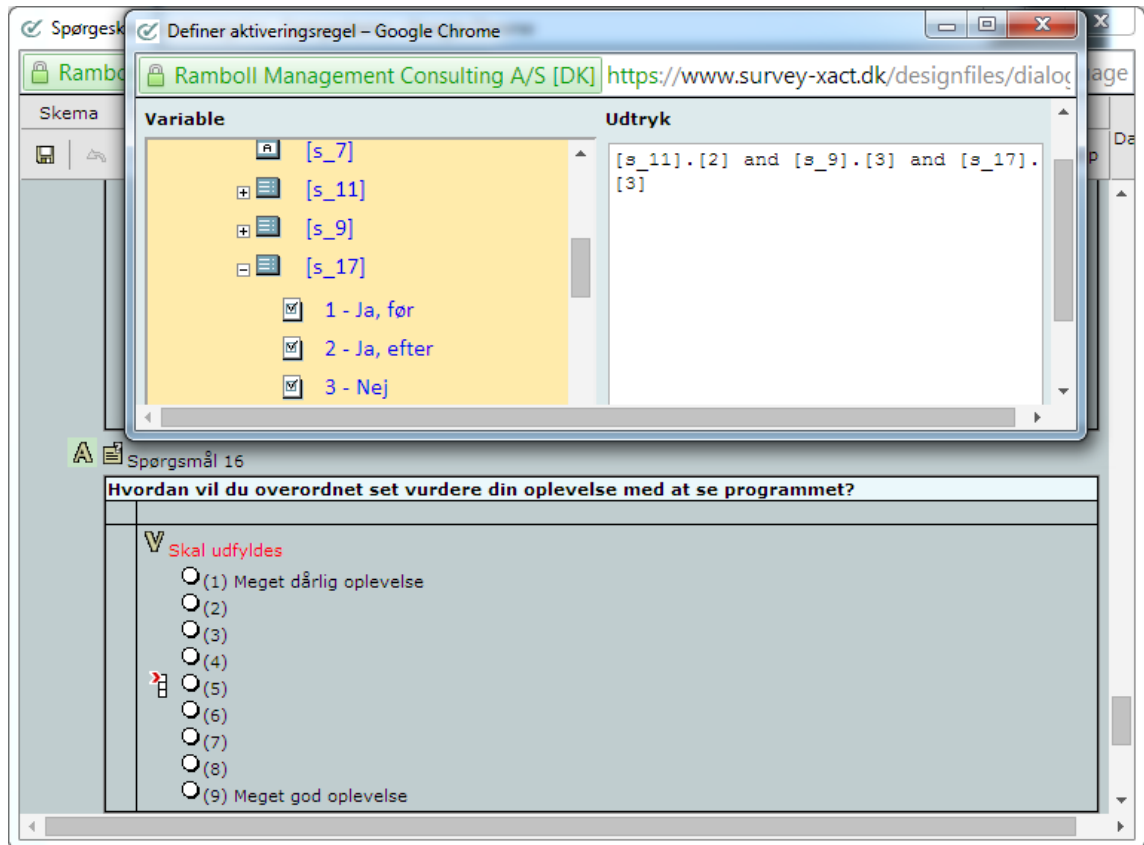 Spørgesk
Definer aktiveringsregel – Google Chrome
Ramboll Management Consulting A/S [DK] https://www.survey-xact.dk/designfiles/dialog
Skema
Variable
Udtryk
[s_7]
[s_11]
[s_9]
[s_17]
1 - Ja, før
2 - Ja, efter
3 - Nej
[s_11].[2] and [s_9].[3] and [s_17].
[3]
Spørgsmål 16
Hvordan vil du overordnet set vurdere din oplevelse med at se programmet?
Skal udfyldes
(1) Meget dårlig oplevelse
(2)
(3)
(4)
(5)
(6)
(7)
(8)
(9) Meget god oplevelse